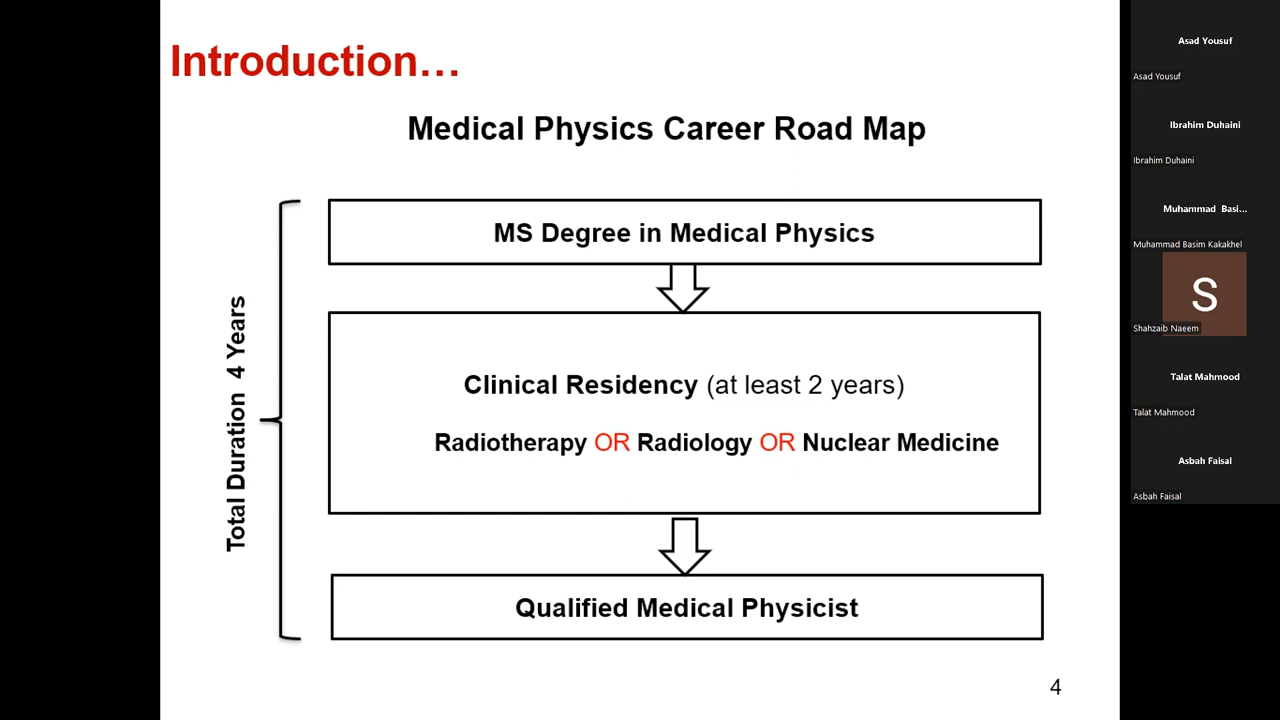 Introduction…
Medical Physics Career Road Map
MS Degree in Medical Physics
Total Duration 4 Years
Clinical Residency (at least 2 years)
Radiotherapy OR Radiology OR Nuclear Medicine
Qualified Medical Physicist
4
Asad Yousuf
Asad Yousuf
Ibrahim Duhaini
Ibrahim Duhaini
Muhammad Basi...
Muhammad Basim Kakakhel
S
Shahzaib Naeem
Talat Mahmood
Talat Mahmood
Asbah Faisal
Asbah Faisal